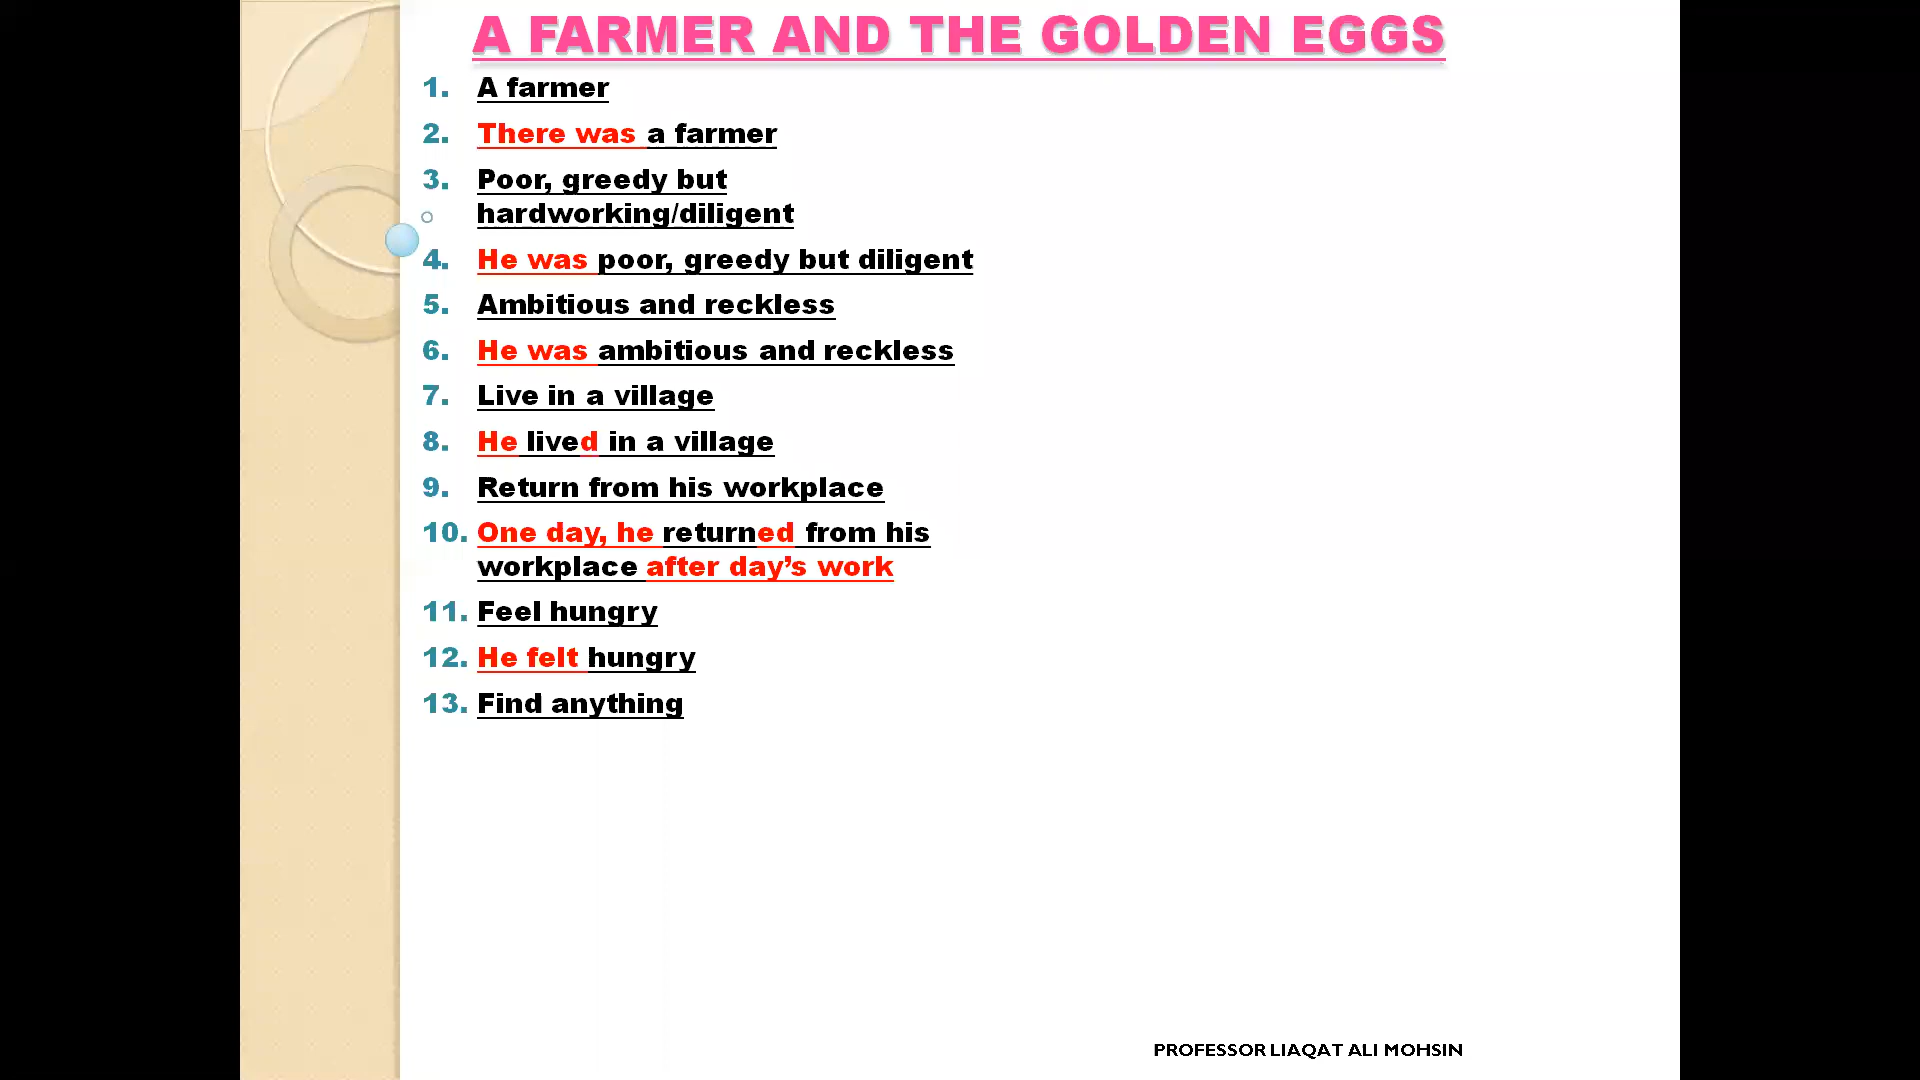 A FARMER AND THE GOLDEN EGGS
1. A farmer
2. There was a farmer
3. Poor, greedy but
hardworking/diligent
4. He was poor, greedy but diligent
5. Ambitious and reckless
6. He was ambitious and reckless
7. Live in a village
8. He lived in a village
9. Return from his workplace
10. One day, he returned from his
workplace after day’s work
11. Feel hungry
12. He felt hungry
13. Find anything
PROFESSOR LIAQAT ALI MOHSIN